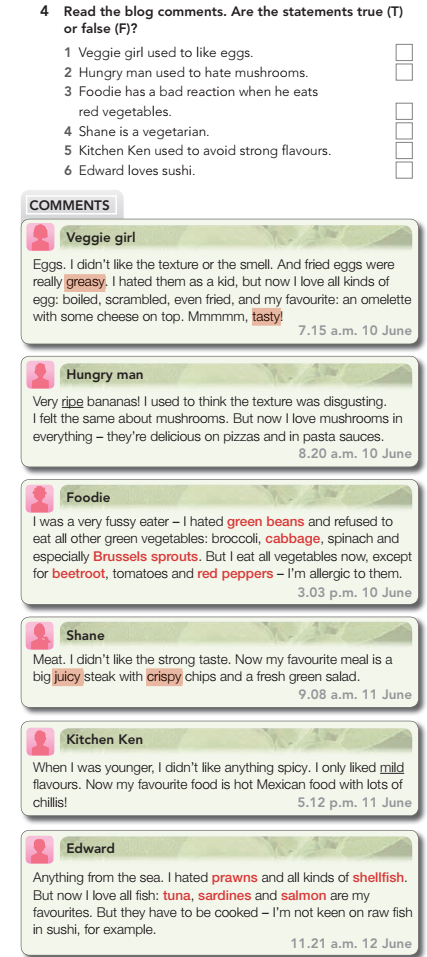 4 Read the blog comments. Are the statements true (T)
or false (F)?
1 Veggie girl used to like eggs.
2 Hungry man used to hate mushrooms.
3 Foodie has a bad reaction when he eats
red vegetables.
4 Shane is a vegetarian.
5 Kitchen Ken used to avoid strong flavours.
6 Edward loves sushi.
COMMENTS
Veggie girl
Eggs. I didn't like the texture or the smell. And fried eggs were
really greasy. I hated them as a kid, but now I love all kinds of
egg: boiled, scrambled, even fried, and my favourite: an omelette
with some cheese on top. Mmmmm, tasty!
7.15 a.m. 10 June
Hungry man
Very ripe bananas! I used to think the texture was disgusting.
I felt the same about mushrooms. But now I love mushrooms in
everything – they're delicious on pizzas and in pasta sauces.
8.20 a.m. 10 June
Foodie
I was a very fussy eater – I hated green beans and refused to
eat all other green vegetables: broccoli, cabbage, spinach and
especially Brussels sprouts. But I eat all vegetables now, except
for beetroot, tomatoes and red peppers – I'm allergic to them.
3.03 p.m. 10 June
Shane
Meat. I didn't like the strong taste. Now my favourite meal is a
big juicy steak with crispy chips and a fresh green salad.
9.08 a.m. 11 June
Kitchen Ken
When I was younger, I didn't like anything spicy. I only liked mild
flavours. Now my favourite food is hot Mexican food with lots of
chillis! 5.12 p.m. 11 June
Edward
Anything from the sea. I hated prawns and all kinds of shellfish.
But now I love all fish: tuna, sardines and salmon are my
favourites. But they have to be cooked – I'm not keen on raw fish
in sushi, for example.
11.21 a.m. 12 June